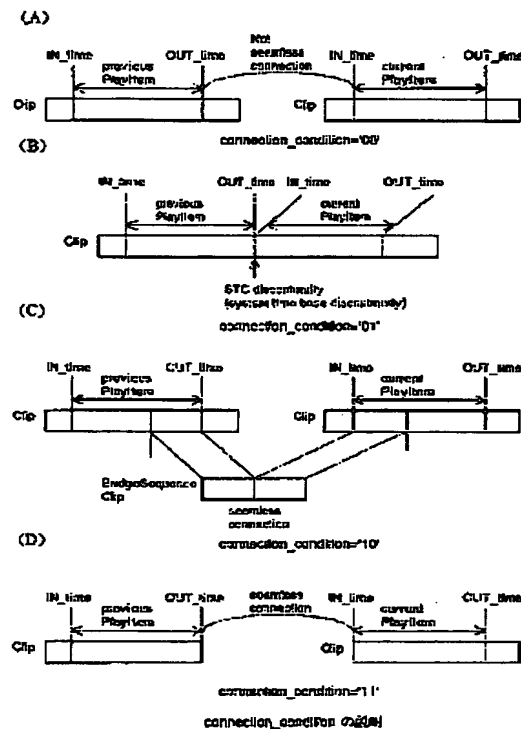 (A)
Not
seamless
connection
IN_time OUT_time IN_time OUT_time
previous
PlayItem
current
PlayItem
Clip Clip
connection_condition='00'
(B)
IN_time OUT_time IN_time OUT_time
previous
PlayItem
current
PlayItem
Clip
STC discontinuity
(system time base discontinuity)
connection_condition='01'
(C)
IN_time OUT_time IN_time OUT_time
previous
PlayItem
current
PlayItem
Clip Clip
BridgeSequence
Clip
seamless
connection
connection_condition='10'
(D)
IN_time OUT_time seamless
connection IN_time OUT_time
previous
PlayItem
current
PlayItem
Clip Clip
connection_condition='11'
connection_condition の